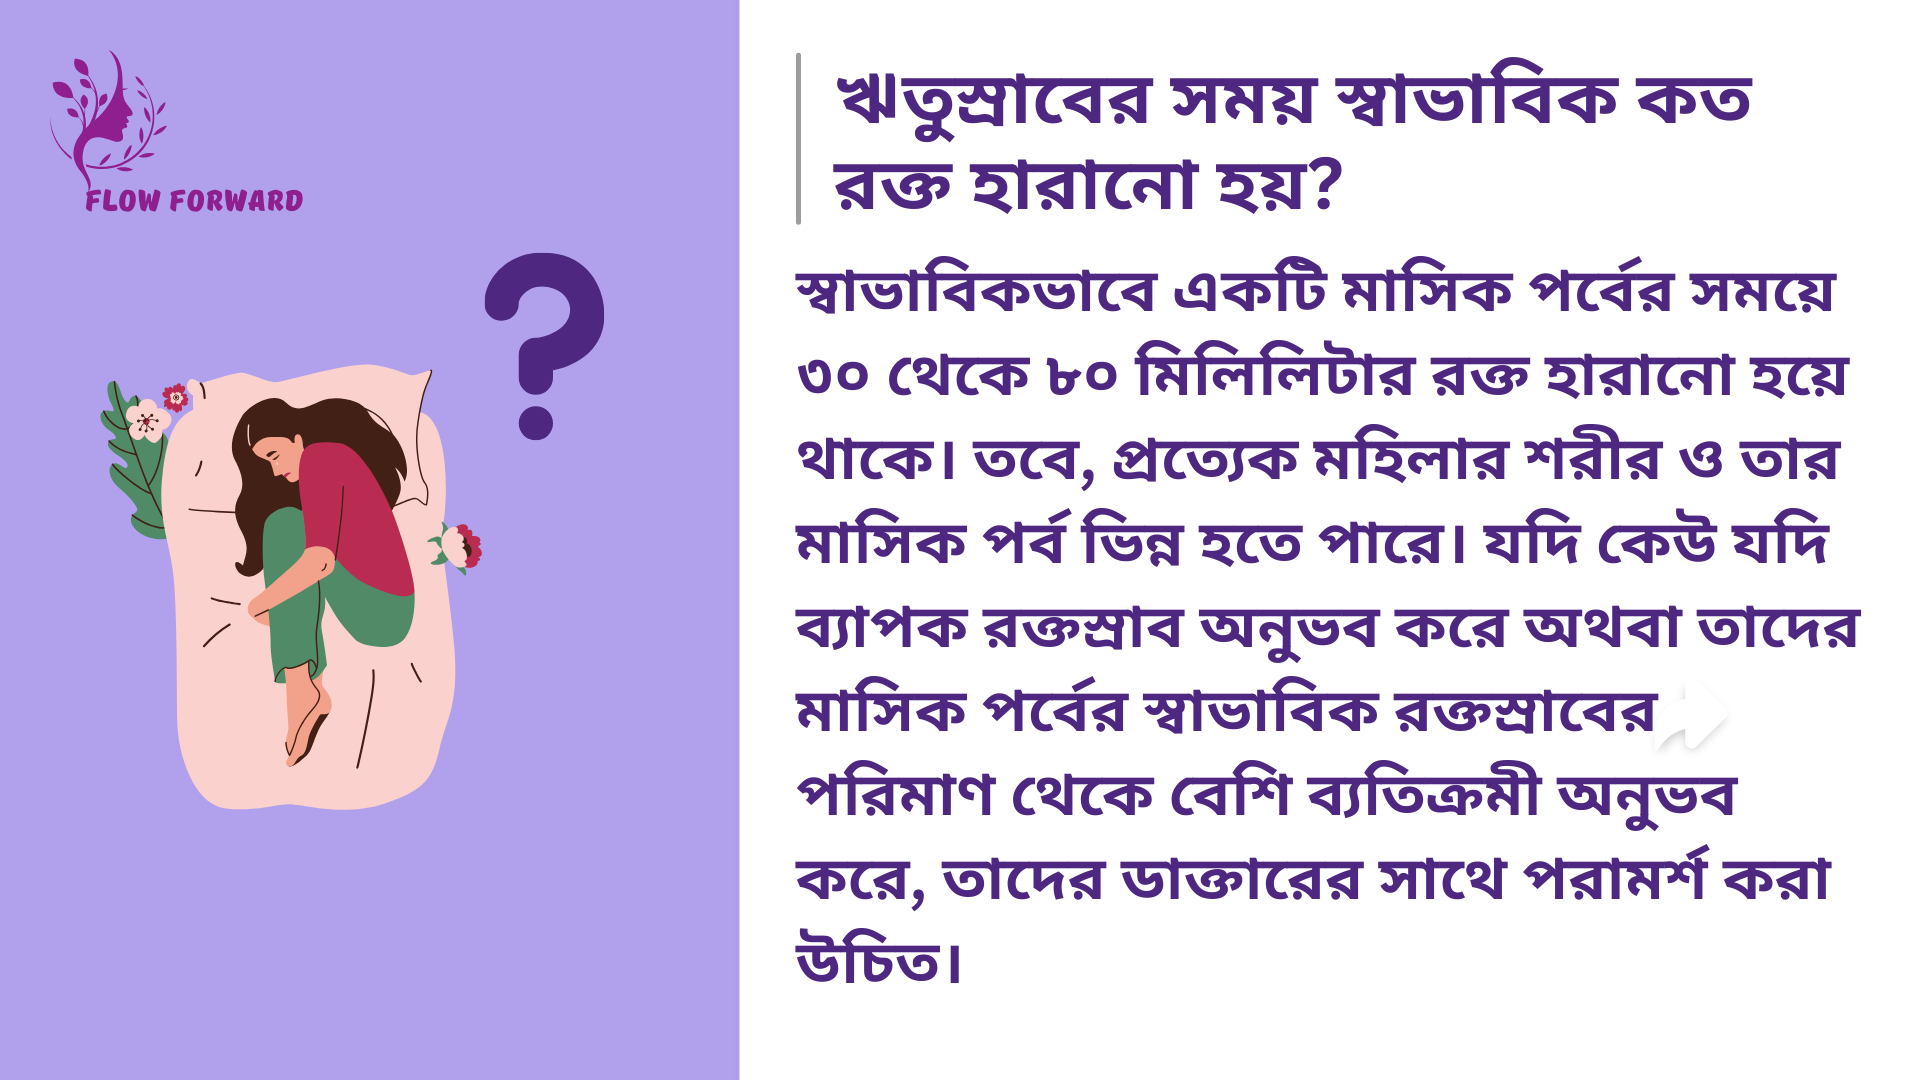 FLOW FORWARD
ঋতুস্রাবের সময় স্বাভাবিক কত
রক্ত হারানো হয়?
স্বাভাবিকভাবে একটি মাসিক পর্বের সময়ে
৩০ থেকে ৮০ মিলিলিটার রক্ত হারানো হয়ে
থাকে। তবে, প্রত্যেক মহিলার শরীর ও তার
মাসিক পর্ব ভিন্ন হতে পারে। যদি কেউ যদি
ব্যাপক রক্তস্রাব অনুভব করে অথবা তাদের
মাসিক পর্বের স্বাভাবিক রক্তস্রাবের
পরিমাণ থেকে বেশি ব্যতিক্রমী অনুভব
করে, তাদের ডাক্তারের সাথে পরামর্শ করা
উচিত।